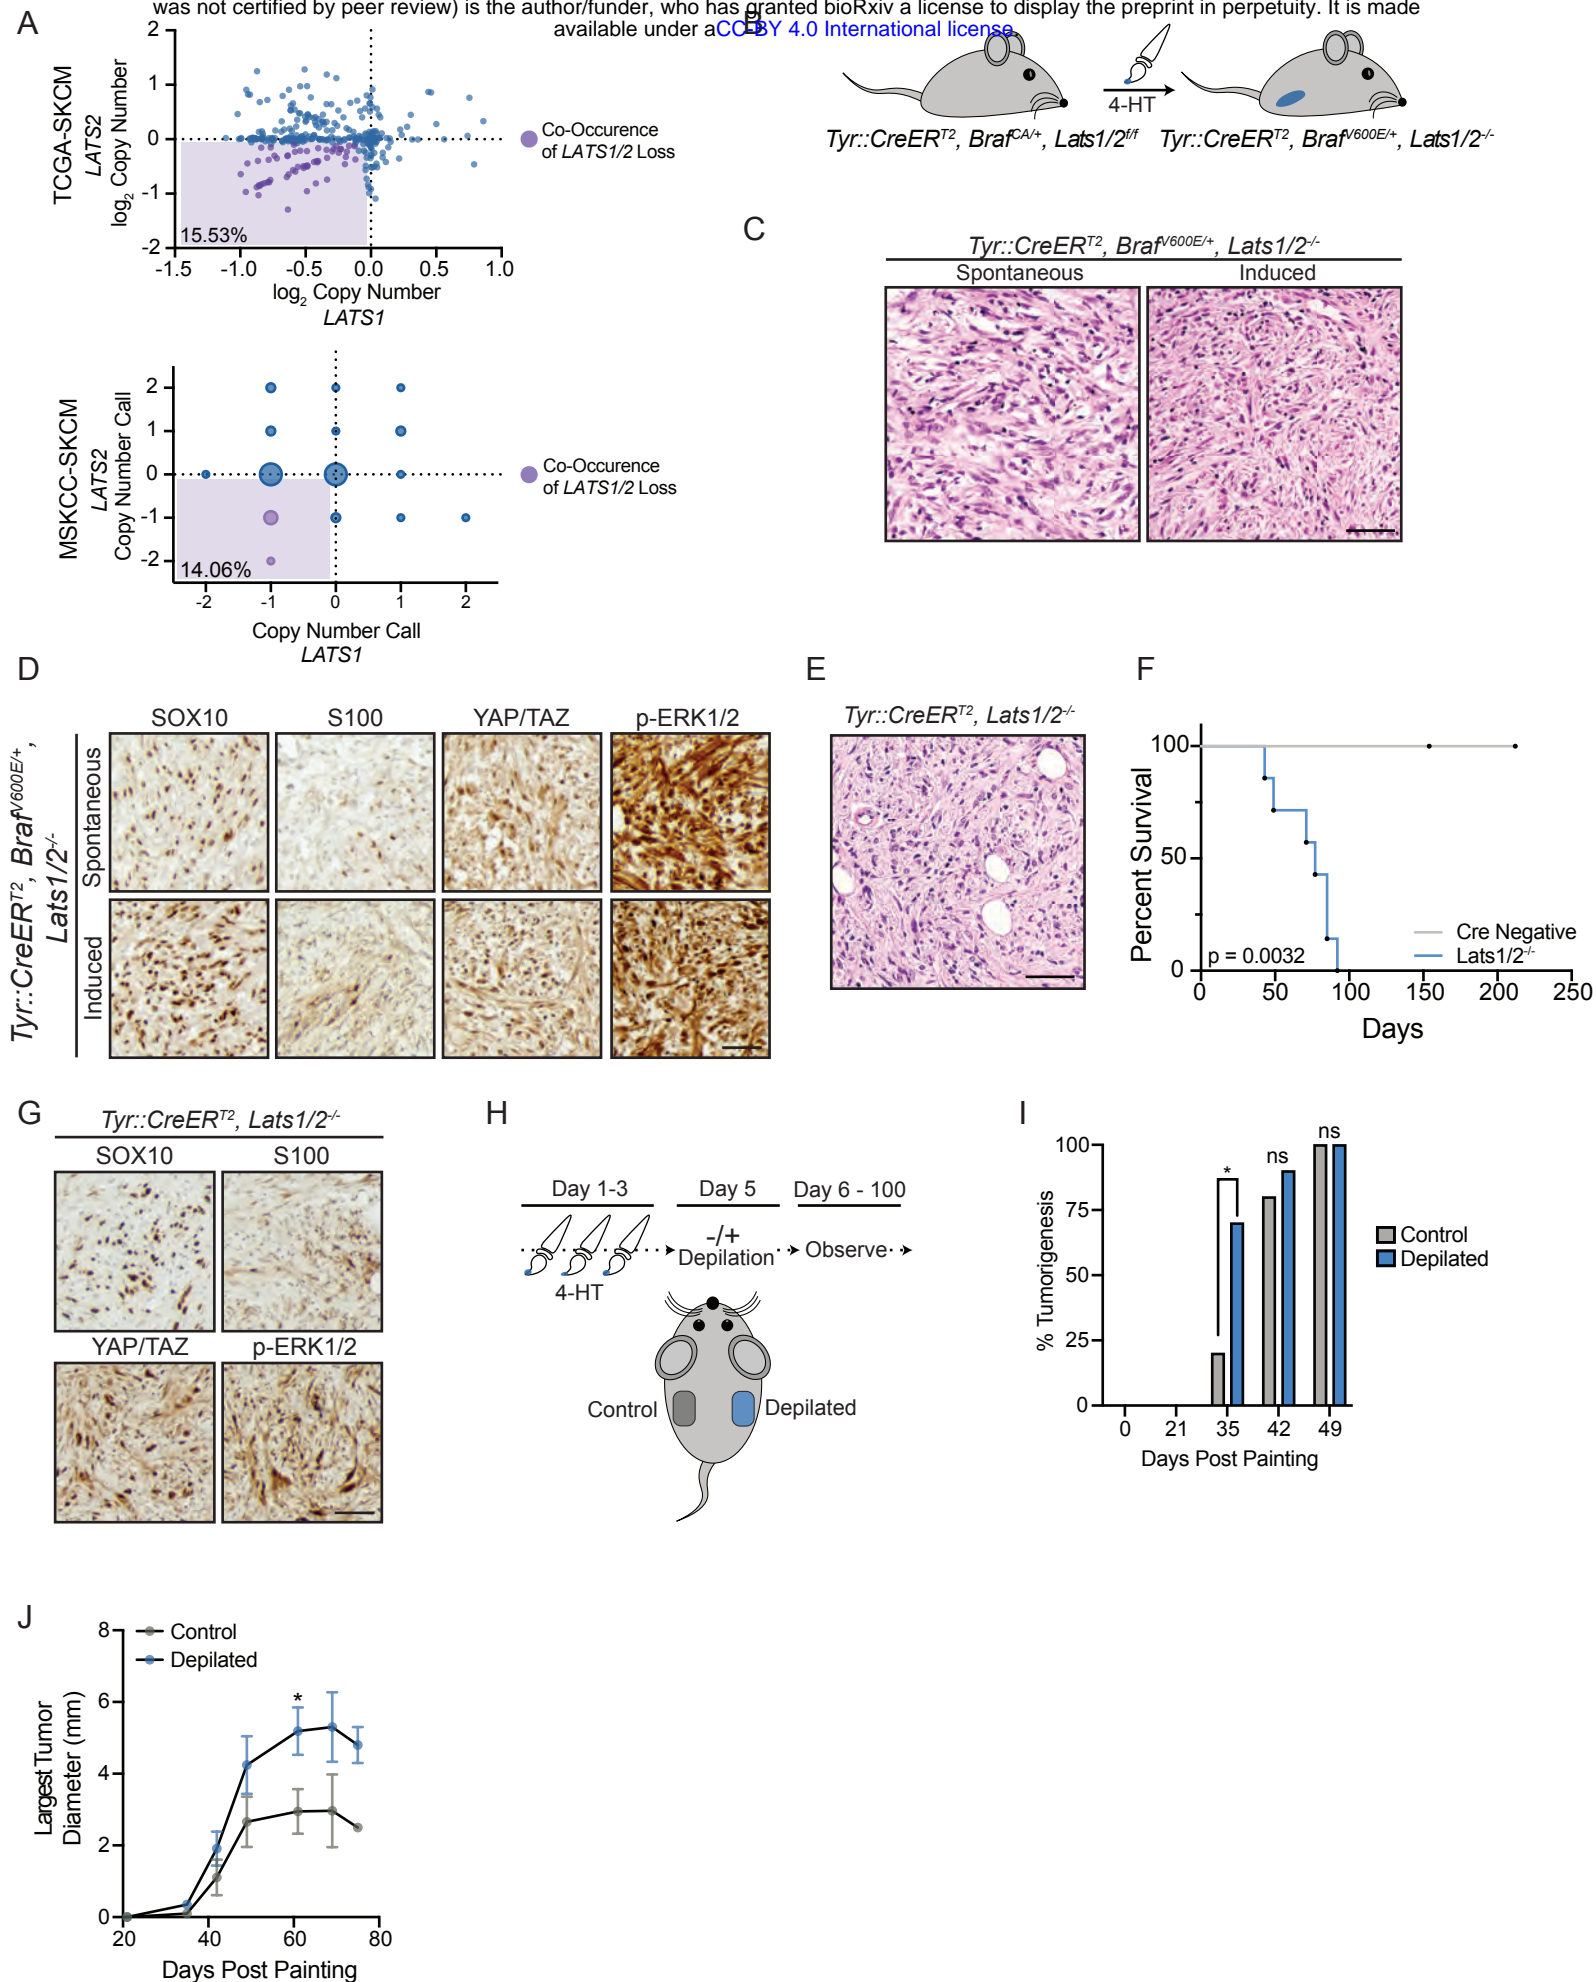 was not certified by peer review) is the author/funder, who has granted bioRxiv a license to display the preprint in perpetuity. It is made
available under aCC-BY 4.0 International license.
A
TCGA-SKCM
LATS2
log2 Copy Number
2
1
0
-1
-2
15.53%
-1.5 -1.0 -0.5 0.0 0.5 1.0
log2 Copy Number
LATS1
Co-Occurence
of LATS1/2 Loss
MSKCC-SKCM
LATS2
Copy Number Call
2
1
0
-1
-2
14.06%
-2 -1 0 1 2
Copy Number Call
LATS1
Co-Occurence
of LATS1/2 Loss
B
4-HT
Tyr::CreERT2, BrafCA/+, Lats1/2f/f
Tyr::CreERT2, BrafV600E/+, Lats1/2-/-
C
Tyr::CreERT2, BrafV600E/+, Lats1/2-/-
Spontaneous Induced
D
SOX10 S100 YAP/TAZ p-ERK1/2
Tyr::CreERT2, BrafV600E/+,
Lats1/2-/-
Spontaneous
Induced
E
Tyr::CreERT2, Lats1/2-/-
F
Percent Survival
100
50
0
p = 0.0032
Cre Negative
Lats1/2-/-
0 50 100 150 200 250
Days
G
Tyr::CreERT2, Lats1/2-/-
SOX10 S100
YAP/TAZ p-ERK1/2
H
Day 1-3 Day 5 Day 6 - 100
-/+
Depilation
Observe
4-HT
Control
Depilated
I
% Tumorigenesis
100
75
50
25
0
*
ns
ns
0 21 35 42 49
Days Post Painting
Control
Depilated
J
Largest Tumor
Diameter (mm)
8
6
4
2
0
Control
Depilated
*
20 40 60 80
Days Post Painting